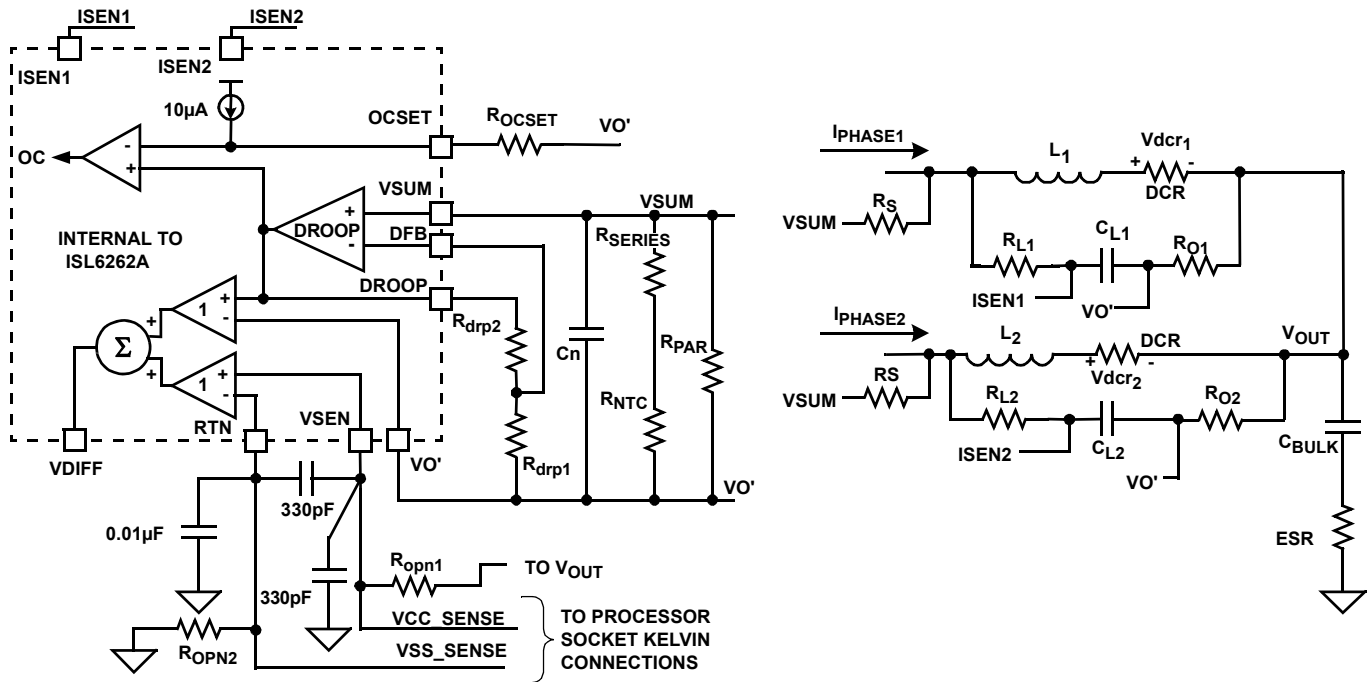 ISEN1
ISEN2
ISEN1
ISEN2
10µA
OCSET
R_OCSET
VO'
OC
-
+
VSUM
VSUM
DROOP
+
-
DFB
R_SERIES
INTERNAL TO
ISL6262A
DROOP
R_drp2
Cn
R_PAR
1
+
-
+
Σ
+
1
+
-
R_NTC
RTN
VSEN
VDIFF
VO'
R_drp1
VO'
330pF
0.01µF
330pF
R_opn1
TO V_OUT
R_OPN2
VCC_SENSE
VSS_SENSE
TO PROCESSOR
SOCKET KELVIN
CONNECTIONS
I_PHASE1
L_1
Vdcr_1
+
-
DCR
R_S
VSUM
R_L1
C_L1
R_O1
ISEN1
VO'
I_PHASE2
L_2
DCR
V_OUT
+
-
Vdcr_2
RS
VSUM
R_L2
C_L2
R_O2
ISEN2
VO'
C_BULK
ESR